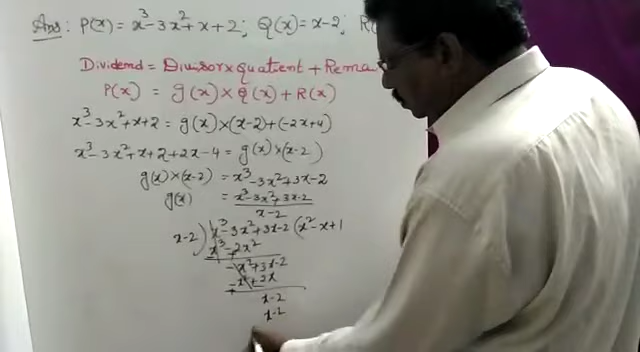 Ans: P(x) = x³-3x²+x+2; Q(x) = x-2; R(
Dividend = Divisor x Quatient + Rema
P(x) = g(x) x Q(x) + R(x)
x³-3x²+x+2 = g(x) x (x-2) + (-2x+4)
x³-3x²+x+2+2x-4 = g(x) x (x-2)
g(x) x (x-2) = x³-3x²+3x-2
g(x) = x³-3x²+3x-2
x-2
x-2) x³-3x²+3x-2 (x²-x+1
x³-2x²
-x²+3x-2
-x²+2x
x-2
x-2